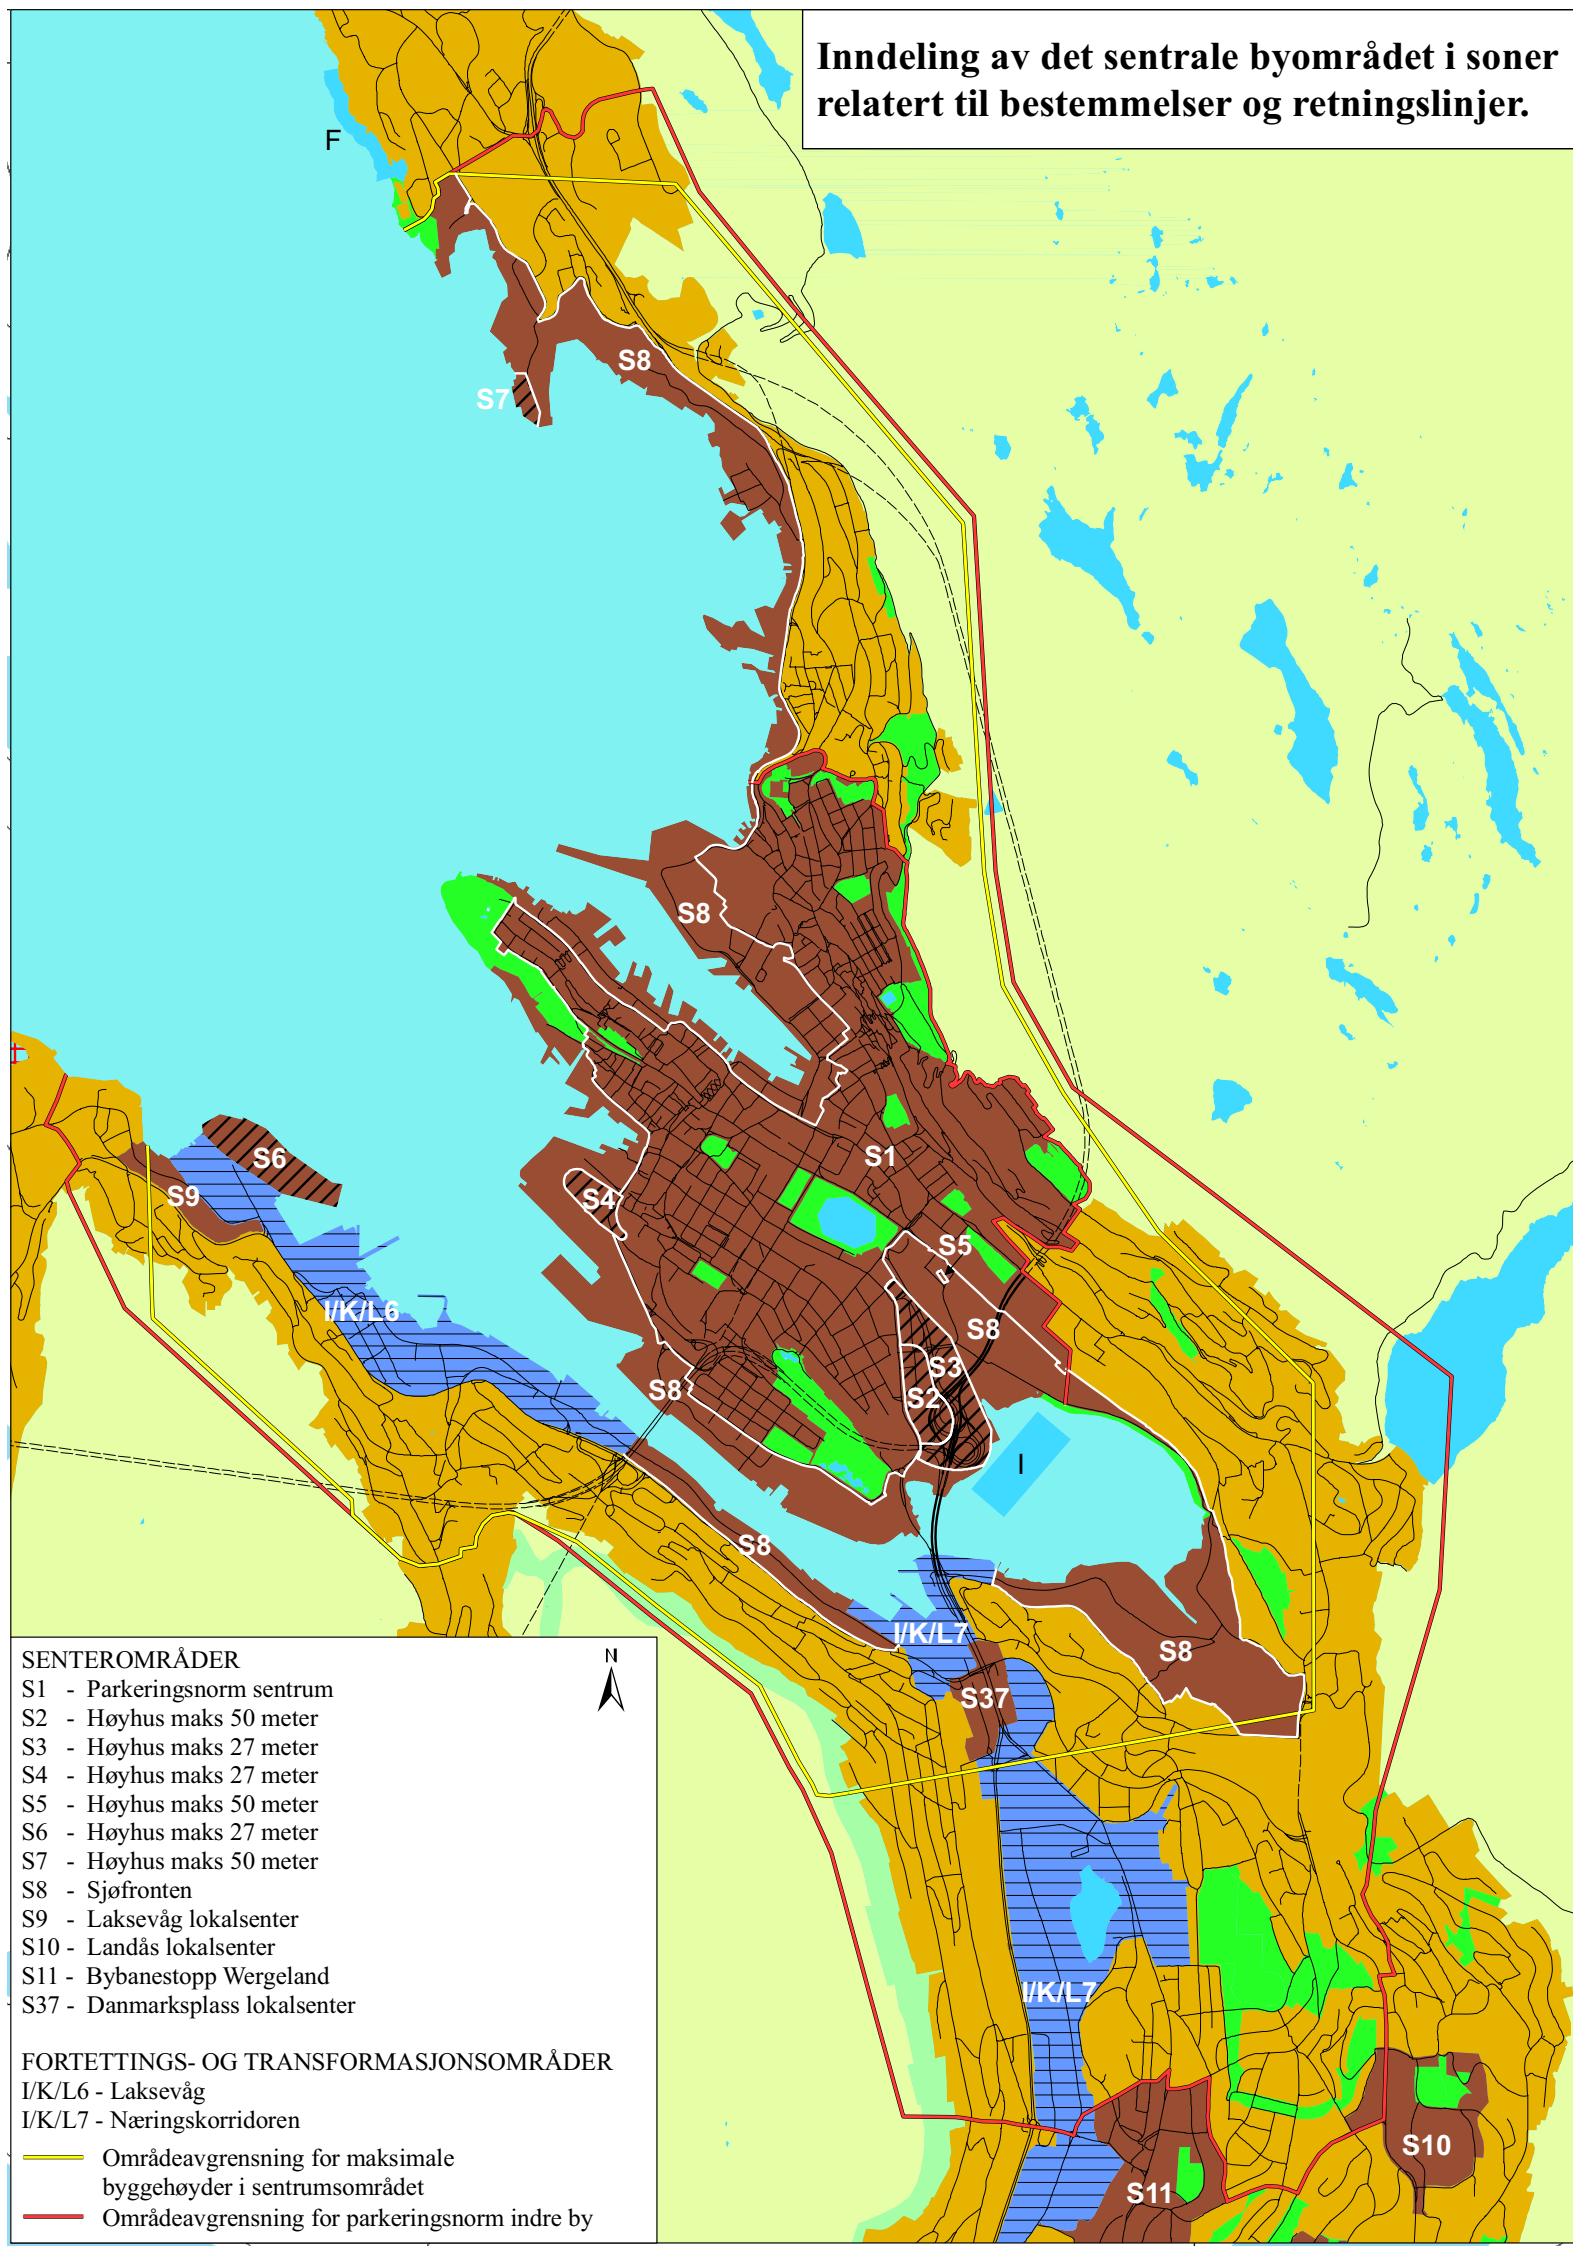 Inndeling av det sentrale byområdet i soner
relatert til bestemmelser og retningslinjer.
F
S8
S7
S8
S1
S6
S9
S4
S5
I/K/L6
S8
S3
S8
S2
I
S8
I/K/L7
S8
S37
I/K/L7
S10
S11
N
SENTEROMRÅDER
S1 - Parkeringsnorm sentrum
S2 - Høyhus maks 50 meter
S3 - Høyhus maks 27 meter
S4 - Høyhus maks 27 meter
S5 - Høyhus maks 50 meter
S6 - Høyhus maks 27 meter
S7 - Høyhus maks 50 meter
S8 - Sjøfronten
S9 - Laksevåg lokalsenter
S10 - Landås lokalsenter
S11 - Bybanestopp Wergeland
S37 - Danmarksplass lokalsenter
FORTETTINGS- OG TRANSFORMASJONSOMRÅDER
I/K/L6 - Laksevåg
I/K/L7 - Næringskorridoren
Områdeavgrensning for maksimale
byggehøyder i sentrumsområdet
Områdeavgrensning for parkeringsnorm indre by